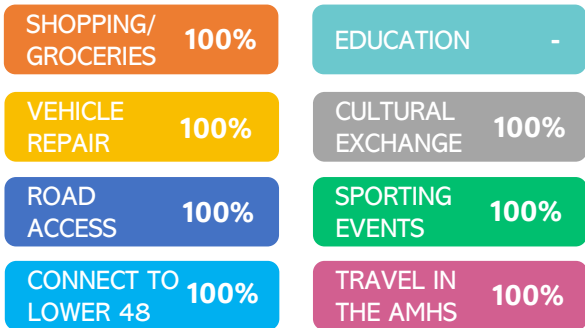 SHOPPING/
GROCERIES 100%
EDUCATION -
VEHICLE
REPAIR 100%
CULTURAL
EXCHANGE 100%
ROAD
ACCESS 100%
SPORTING
EVENTS 100%
CONNECT TO
LOWER 48 100%
TRAVEL IN
THE AMHS 100%